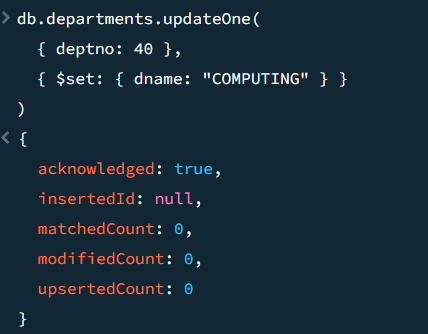 > db.departments.updateOne(
{ deptno: 40 },
{ $set: { dname: "COMPUTING" } }
)
< {
acknowledged: true,
insertedId: null,
matchedCount: 0,
modifiedCount: 0,
upsertedCount: 0
}